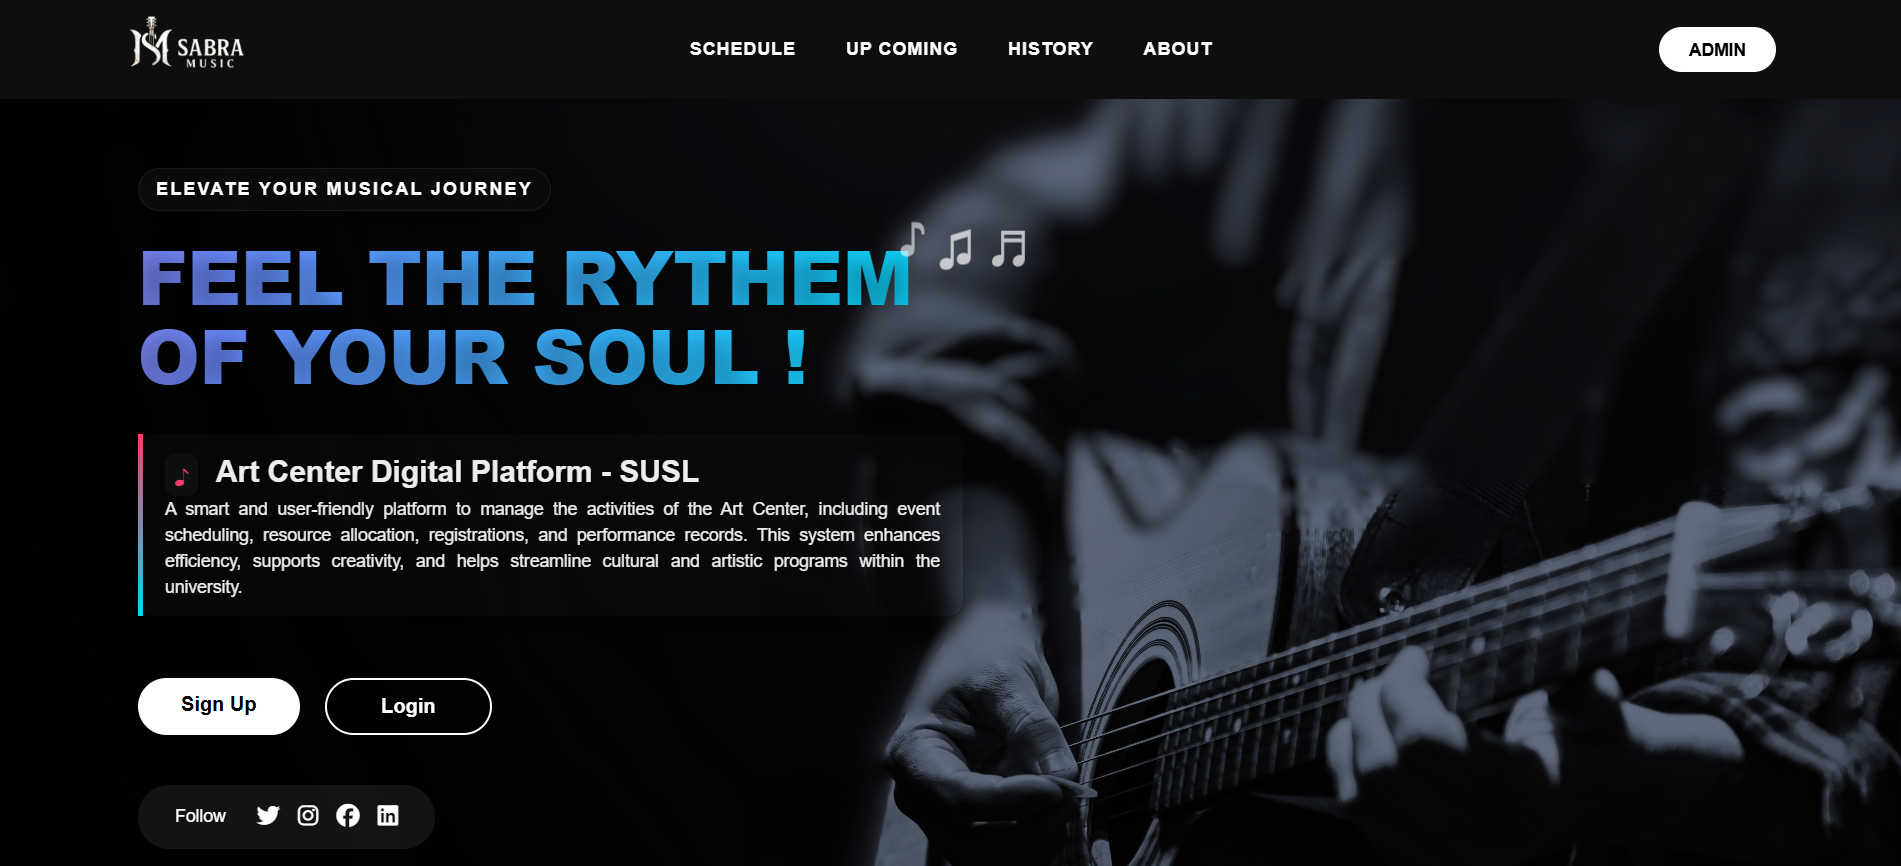 SABRA
MUSIC
SCHEDULE
UP COMING
HISTORY
ABOUT
ADMIN
ELEVATE YOUR MUSICAL JOURNEY
FEEL THE RYTHEM
OF YOUR SOUL !
Art Center Digital Platform - SUSL
A smart and user-friendly platform to manage the activities of the Art Center, including event
scheduling, resource allocation, registrations, and performance records. This system enhances
efficiency, supports creativity, and helps streamline cultural and artistic programs within the
university.
Sign Up
Login
Follow